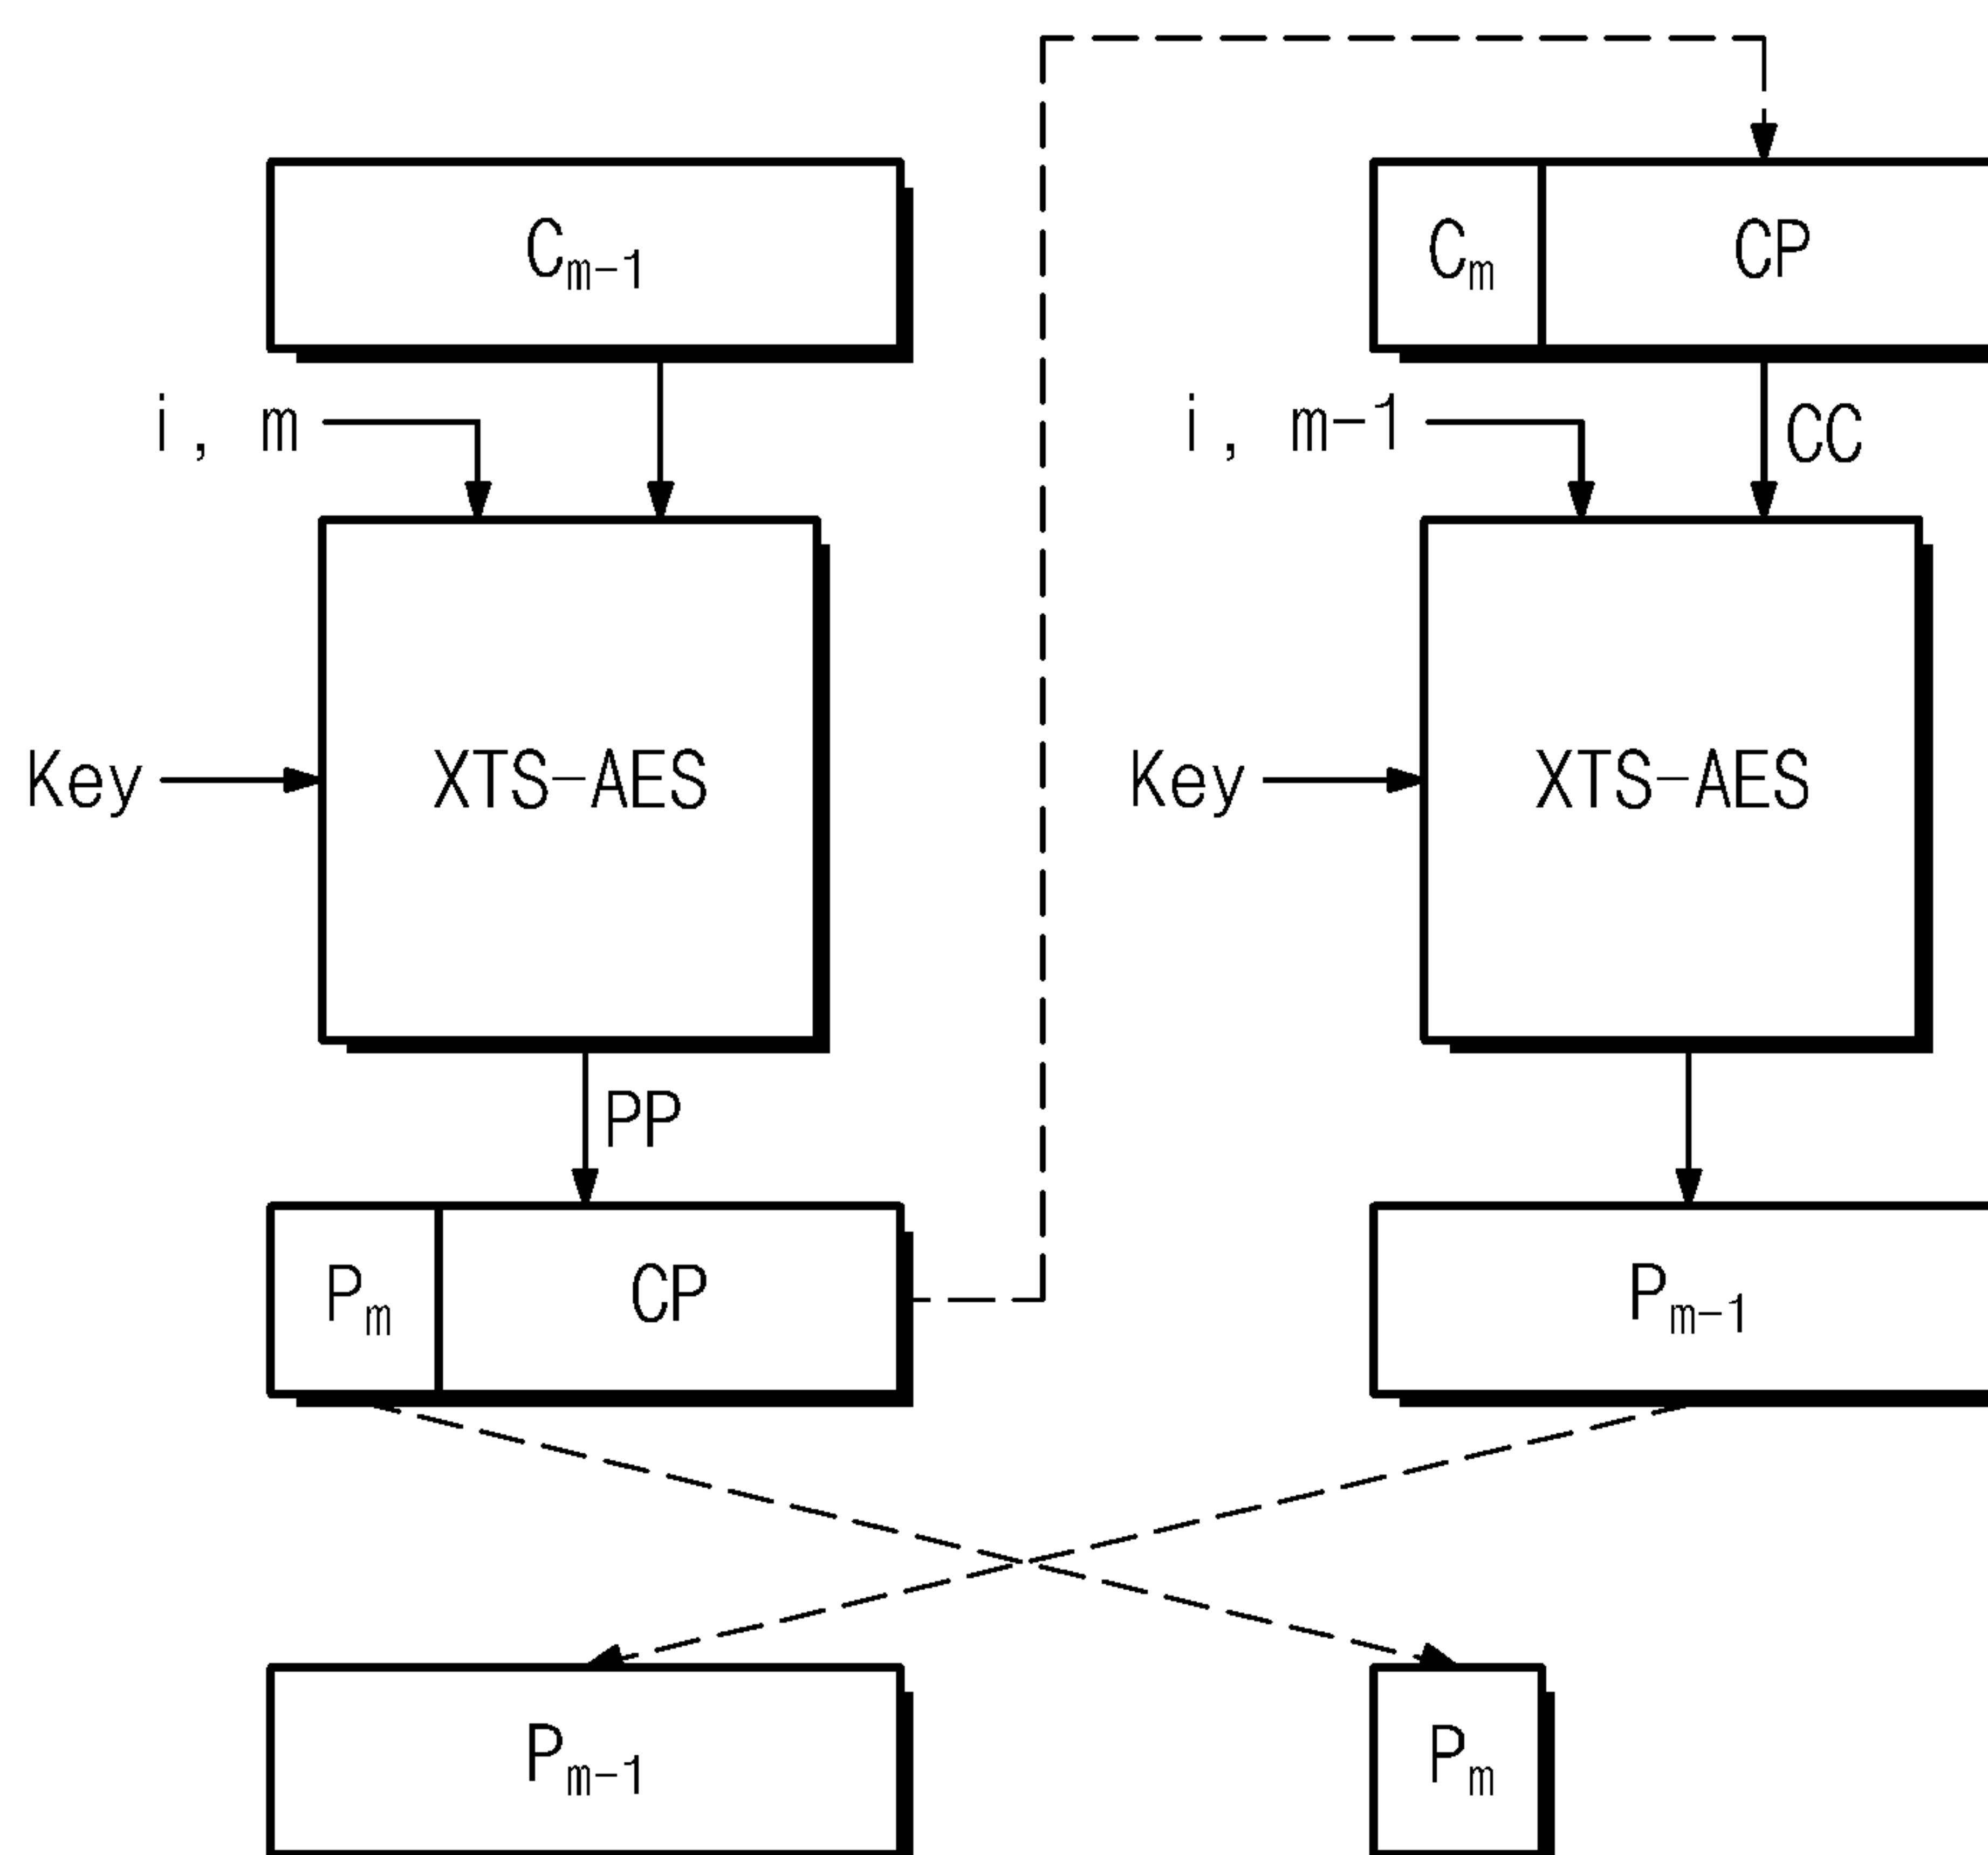 Cₘ₋₁
Cₘ CP
i, m
i, m-1 CC
Key XTS-AES
Key XTS-AES
PP
Pₘ CP
Pₘ₋₁
Pₘ₋₁
Pₘ